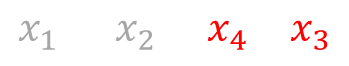 x₁ x₂ x₄ x₃